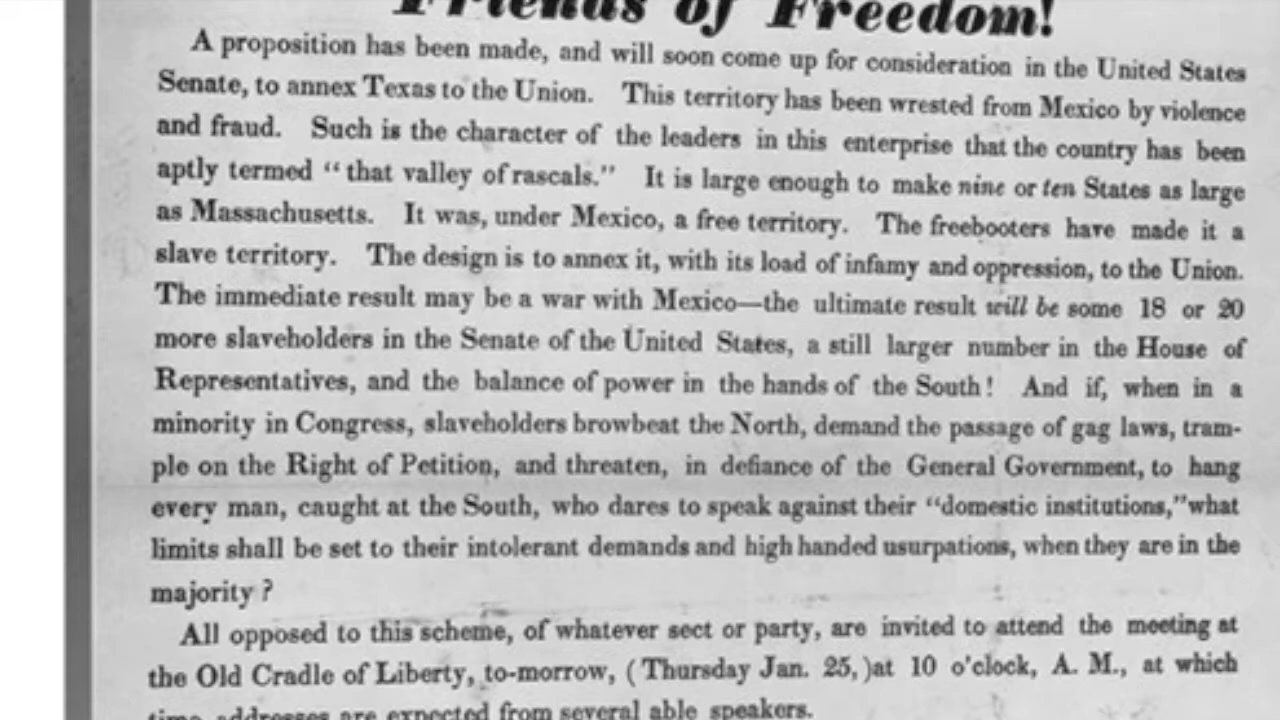 Friends of Freedom!
A proposition has been made, and will soon come up for consideration in the United States
Senate, to annex Texas to the Union. This territory has been wrested from Mexico by violence
and fraud. Such is the character of the leaders in this enterprise that the country has been
aptly termed "that valley of rascals." It is large enough to make nine or ten States as large
as Massachusetts. It was, under Mexico, a free territory. The freebooters have made it a
slave territory. The design is to annex it, with its load of infamy and oppression, to the Union.
The immediate result may be a war with Mexico—the ultimate result will be some 18 or 20
more slaveholders in the Senate of the United States, a still larger number in the House of
Representatives, and the balance of power in the hands of the South! And if, when in a
minority in Congress, slaveholders browbeat the North, demand the passage of gag laws, tram-
ple on the Right of Petition, and threaten, in defiance of the General Government, to hang
every man, caught at the South, who dares to speak against their "domestic institutions,"what
limits shall be set to their intolerant demands and high handed usurpations, when they are in the
majority?
All opposed to this scheme, of whatever sect or party, are invited to attend the meeting at
the Old Cradle of Liberty, to-morrow, (Thursday Jan. 25,)at 10 o'clock, A. M., at which
time addresses are expected from several able speakers.